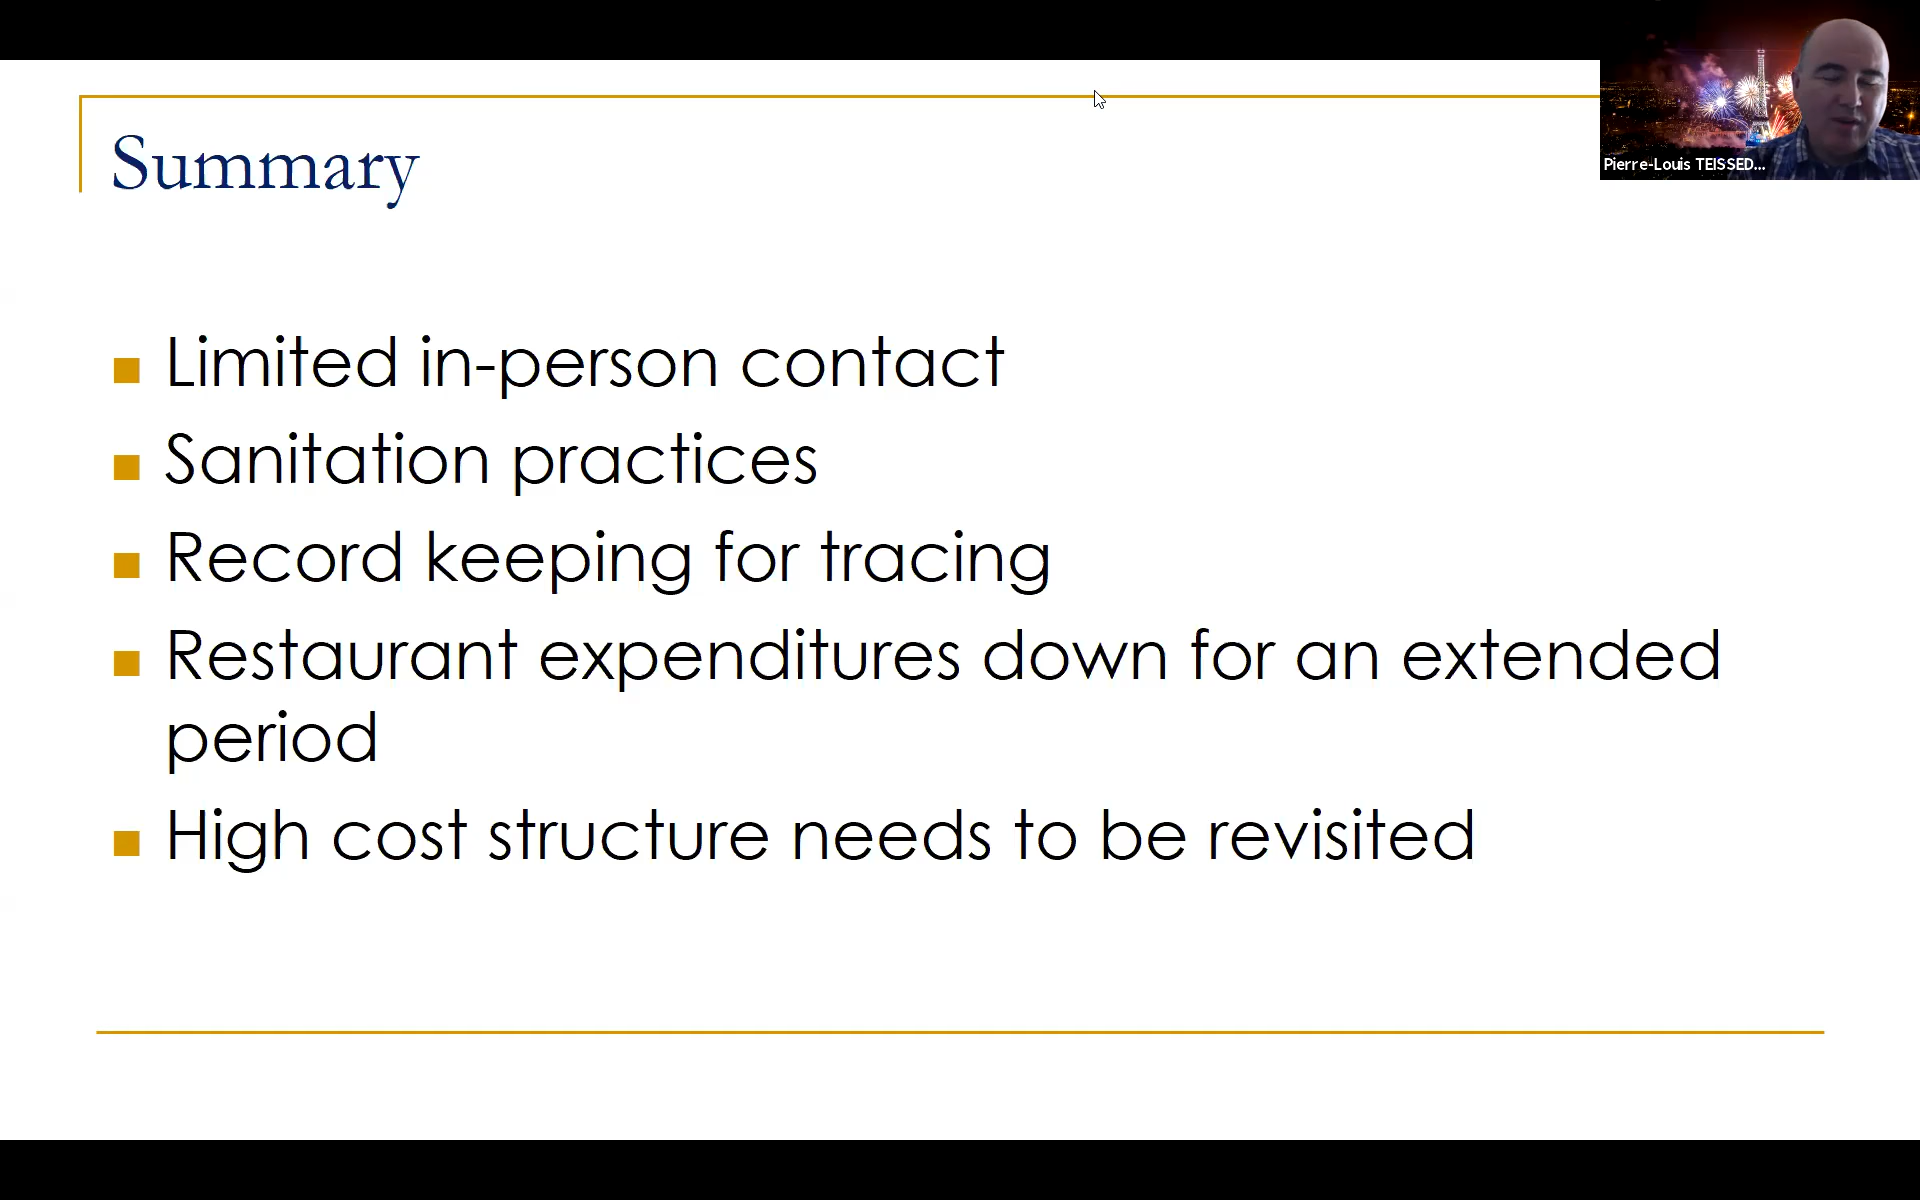 Summary
Pierre-Louis TEISSED...
Limited in-person contact
Sanitation practices
Record keeping for tracing
Restaurant expenditures down for an extended
period
High cost structure needs to be revisited